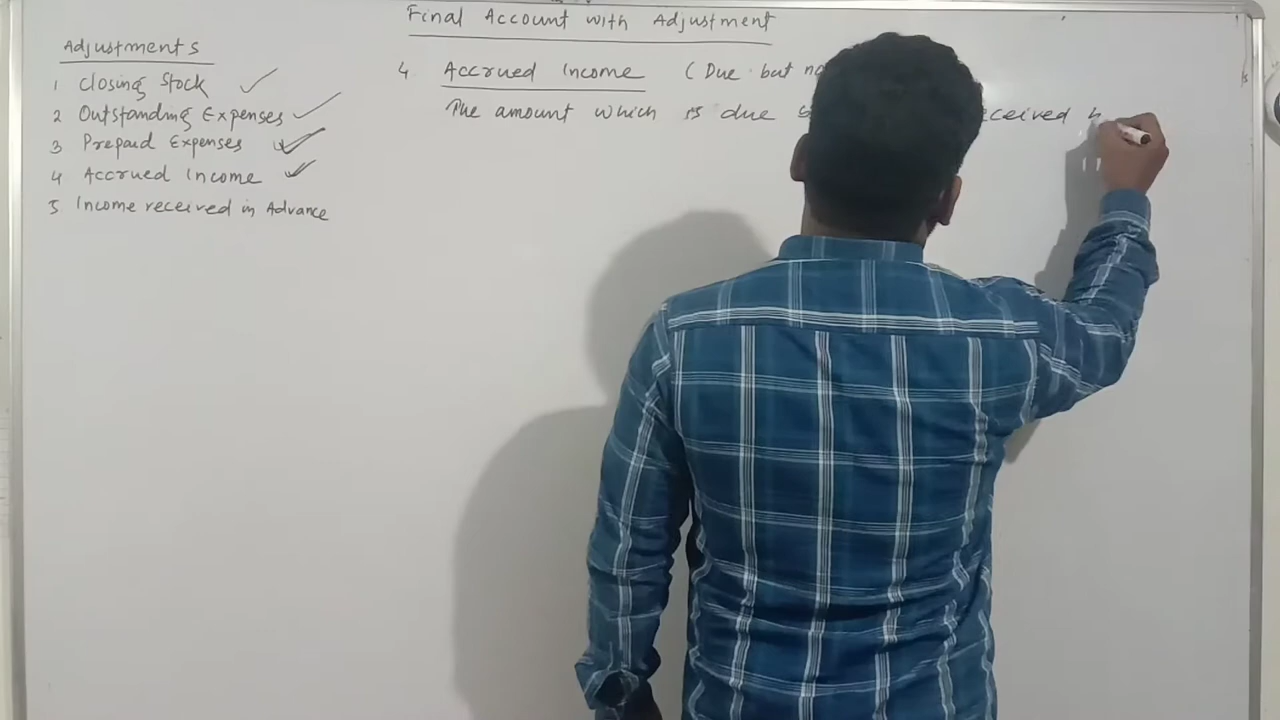 Final Account with Adjustment
Adjustments
1 Closing Stock
2 Outstanding Expenses
3 Prepaid Expenses
4 Accrued Income
5 Income received in Advance
4 Accrued Income (Due but
The amount which is due